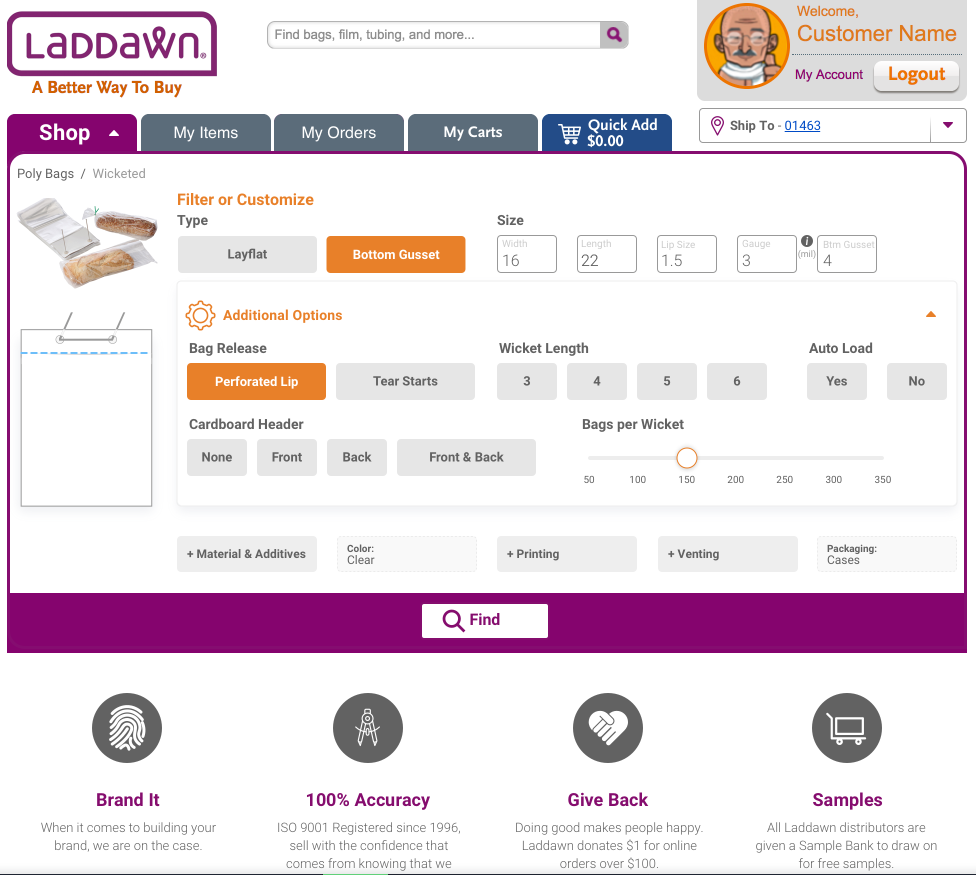 LADDAWN®
A Better Way To Buy
Find bags, film, tubing, and more...
Welcome,
Customer Name
My Account
Logout
Shop
My Items
My Orders
My Carts
Quick Add
$0.00
Ship To - 01463
Poly Bags / Wicketed
Filter or Customize
Type
Size
Layflat
Bottom Gusset
Width
16
Length
22
Lip Size
1.5
Gauge
3
i
(mil)
Btm Gusset
4
Additional Options
Bag Release
Wicket Length
Auto Load
Perforated Lip
Tear Starts
3
4
5
6
Yes
No
Cardboard Header
Bags per Wicket
None
Front
Back
Front & Back
50 100 150 200 250 300 350
+ Material & Additives
Color:
Clear
+ Printing
+ Venting
Packaging:
Cases
Find
Brand It
When it comes to building your
brand, we are on the case.
100% Accuracy
ISO 9001 Registered since 1996,
sell with the confidence that
comes from knowing that we
Give Back
Doing good makes people happy.
Laddawn donates $1 for online
orders over $100.
Samples
All Laddawn distributors are
given a Sample Bank to draw on
for free samples.